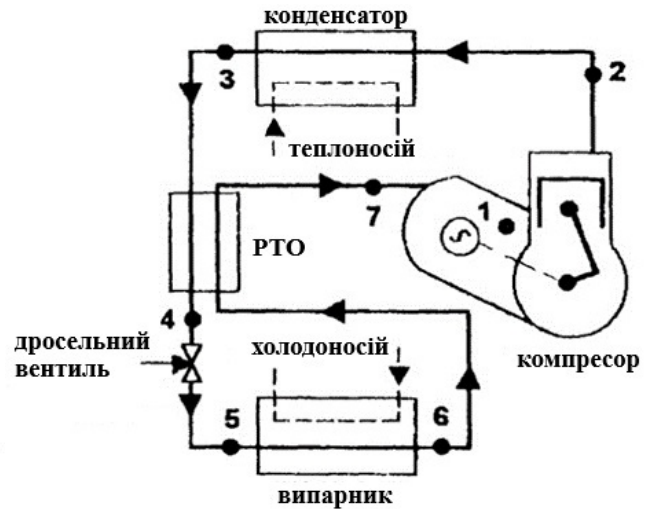 конденсатор
3
2
теплоносій
7
1
РТО
4
дросельний
вентиль
холодоносій
компресор
5
6
випарник